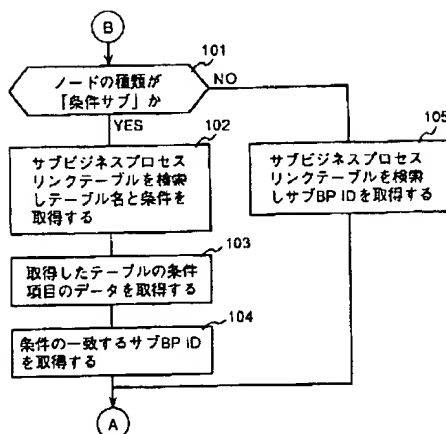 B
101
ノードの種類が
「条件サブ」か
NO
YES
102
サブビジネスプロセス
リンクテーブルを検索
しテーブル名と条件を
取得する
105
サブビジネスプロセス
リンクテーブルを検索
しサブBP IDを取得する
103
取得したテーブルの条件
項目のデータを取得する
104
条件の一致するサブBP ID
を取得する
A